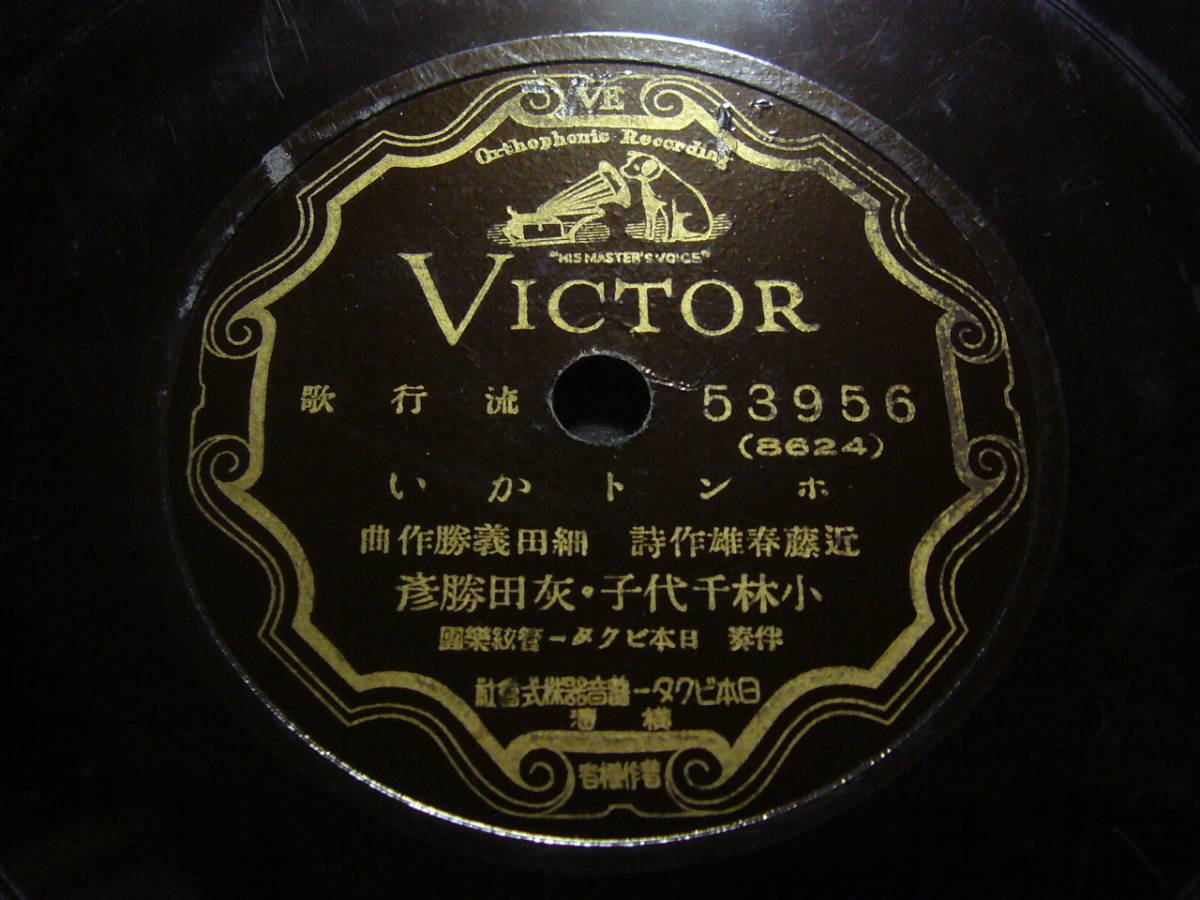 VE
Orthophonic Recording
"HIS MASTER'S VOICE"
VICTOR
流行歌
53956
(8624)
ホントかい
近藤春雄作詩 細田義勝作曲
小林千代子・灰田勝彦
伴奏 日本ビクター管絃樂團
日本ビクター蓄音器株式會社
横濱
著作権者